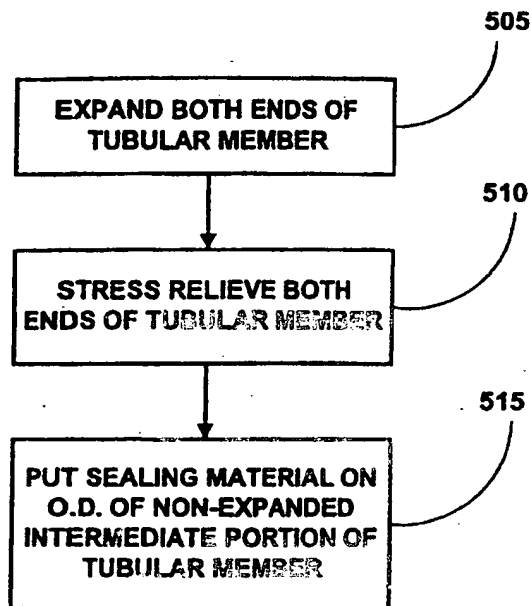 505
EXPAND BOTH ENDS OF
TUBULAR MEMBER
510
STRESS RELIEVE BOTH
ENDS OF TUBULAR MEMBER
515
PUT SEALING MATERIAL ON
O.D. OF NON-EXPANDED
INTERMEDIATE PORTION OF
TUBULAR MEMBER